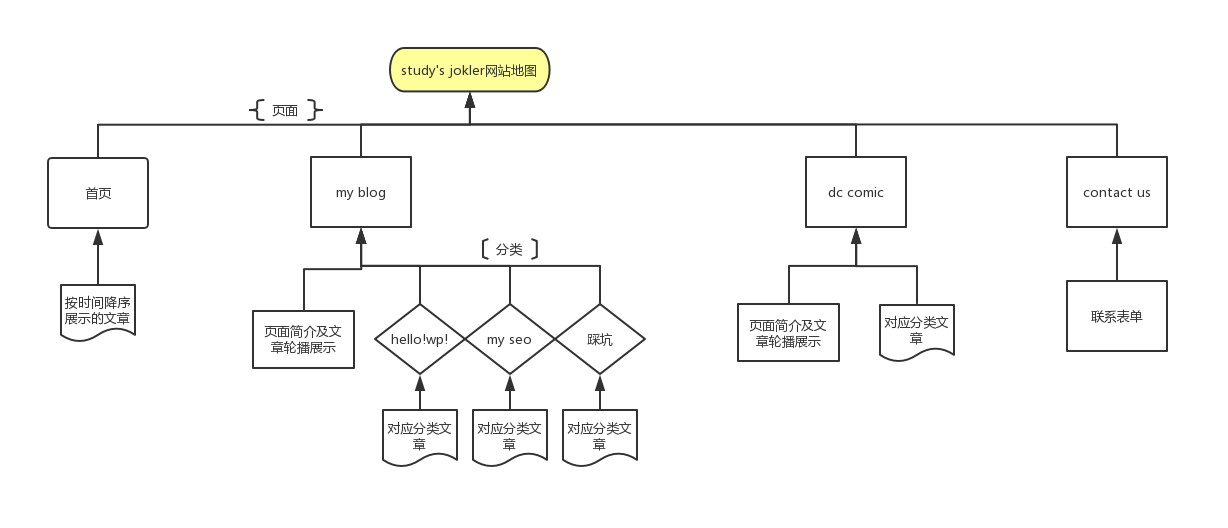 study's jokler网站地图
页面
首页
my blog
dc comic
contact us
分类
按时间降序
展示的文章
页面简介及文
章轮播展示
hello!wp!
my seo
踩坑
页面简介及文
章轮播展示
对应分类文
章
联系表单
对应分类文
章
对应分类文
章
对应分类文
章